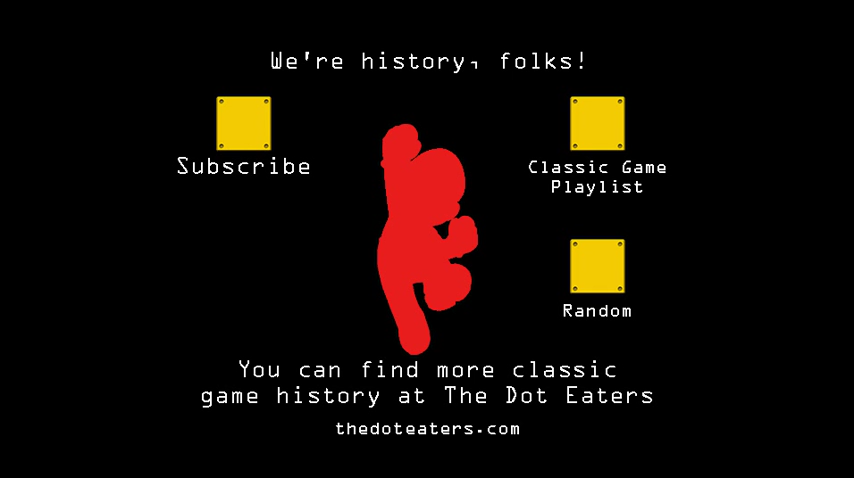 We're history, folks!
Subscribe
Classic Game
Playlist
Random
You can find more classic
game history at The Dot Eaters
thedoteaters.com